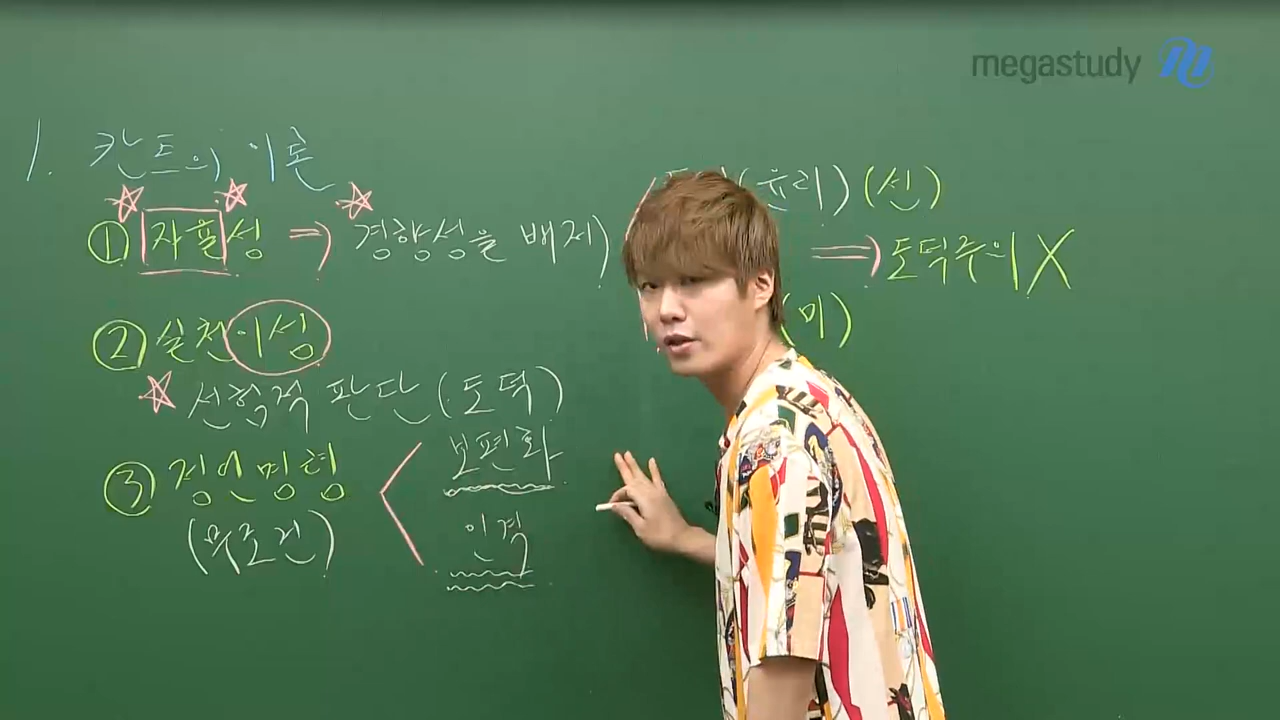 megastudy
1. 칸트의 이론
① 자율성 ⇒ 경향성을 배제)
(윤리) (선)
⇒ 도덕주의 X
(미)
② 실천이성
선험적 판단 (도덕)
③ 정언명령
(무조건)
보편화
인격